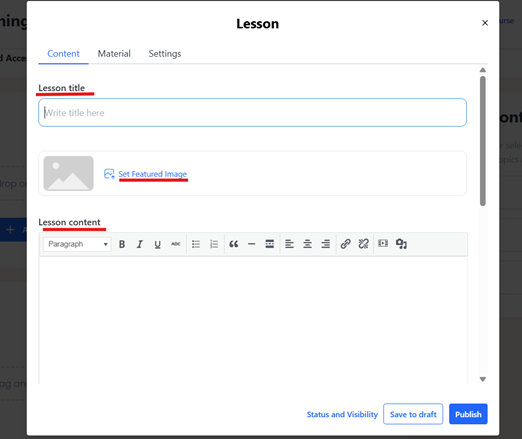 Lesson
Content Material Settings
Lesson title
Write title here
Set Featured Image
Lesson content
Paragraph B I U ABC
Status and Visibility Save to draft Publish